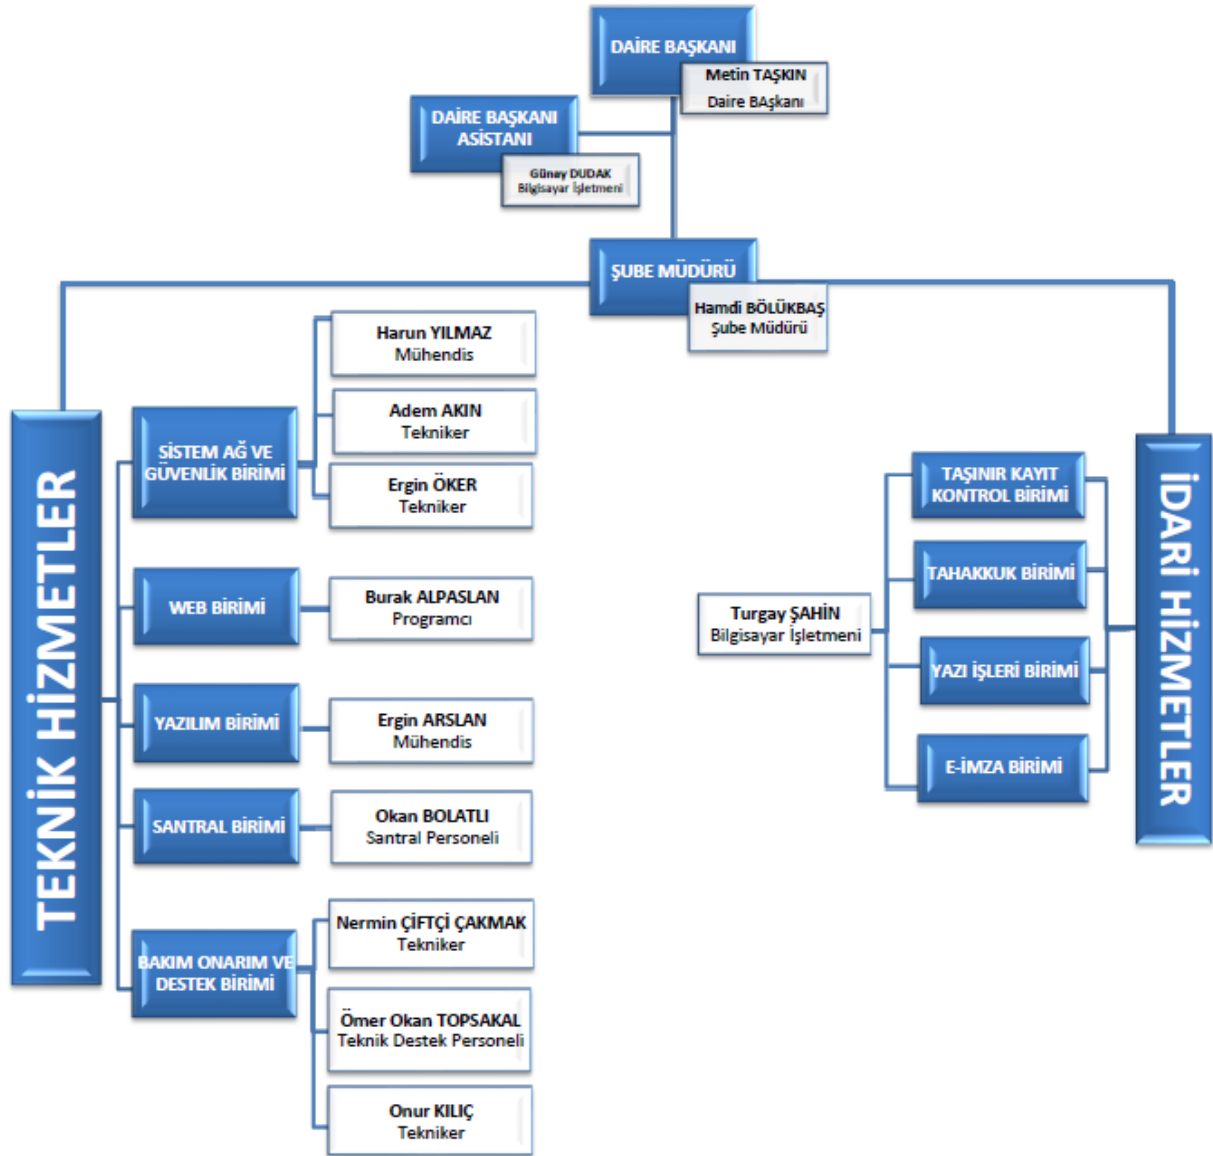 DAİRE BAŞKANI
Metin TAŞKIN
Daire BAşkanı
DAİRE BAŞKANI
ASİSTANI
Günay DUDAK
Bilgisayar İşletmeni
ŞUBE MÜDÜRÜ
Hamdi BÖLÜKBAŞ
Şube Müdürü
TEKNİK HİZMETLER
SİSTEM AĞ VE
GÜVENLİK BİRİMİ
Harun YILMAZ
Mühendis
Adem AKIN
Tekniker
Ergin ÖKER
Tekniker
WEB BİRİMİ
Burak ALPASLAN
Programcı
YAZILIM BİRİMİ
Ergin ARSLAN
Mühendis
SANTRAL BİRİMİ
Okan BOLATLI
Santral Personeli
BAKIM ONARIM VE
DESTEK BİRİMİ
Nermin ÇİFTÇİ ÇAKMAK
Tekniker
Ömer Okan TOPSAKAL
Teknik Destek Personeli
Onur KILIÇ
Tekniker
İDARİ HİZMETLER
TAŞINIR KAYIT
KONTROL BİRİMİ
TAHAKKUK BİRİMİ
YAZI İŞLERİ BİRİMİ
E-İMZA BİRİMİ
Turgay ŞAHİN
Bilgisayar İşletmeni